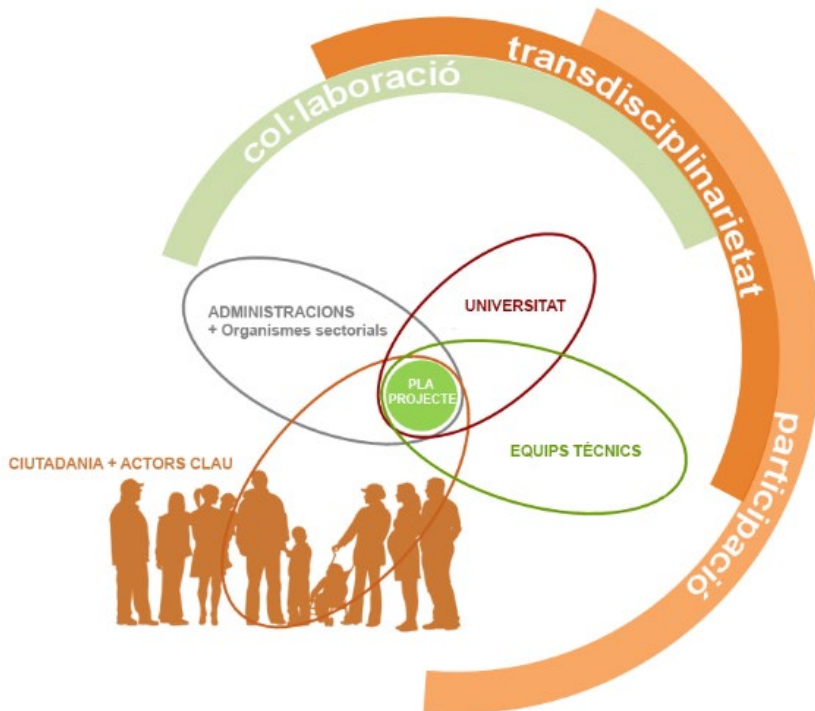 col·laboració
transdisciplinarietat
participació
ADMINISTRACIONS
+ Organismes sectorials
UNIVERSITAT
PLA
PROJECTE
EQUIPS TÈCNICS
CIUTADANIA + ACTORS CLAU